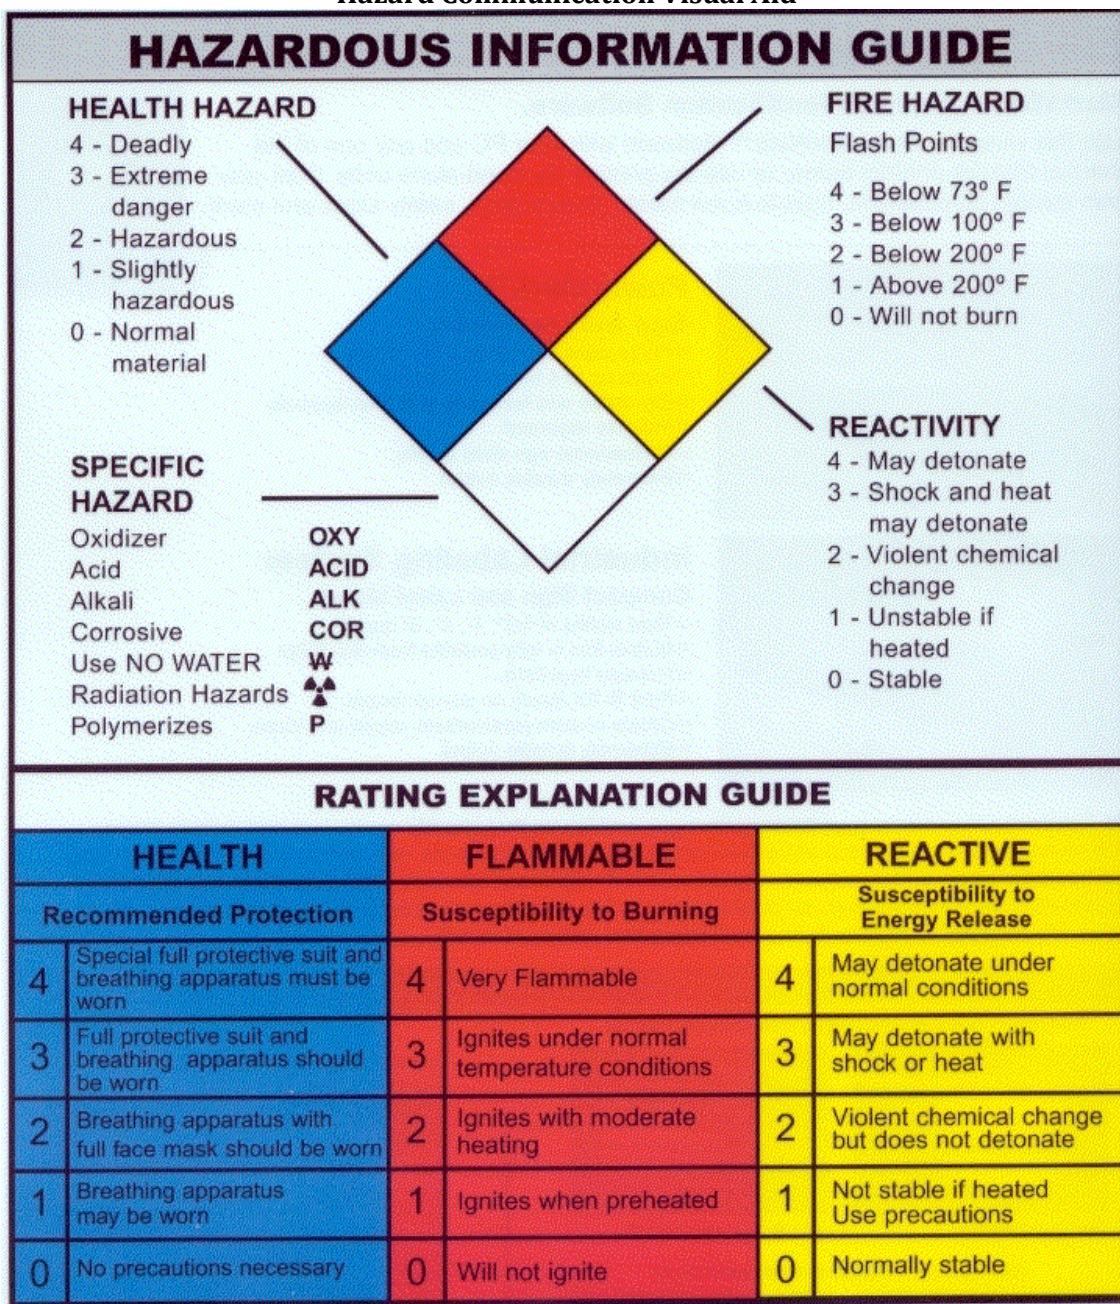 Hazard Communication Visual Aid
HAZARDOUS INFORMATION GUIDE
HEALTH HAZARD
4 - Deadly
3 - Extreme
danger
2 - Hazardous
1 - Slightly
hazardous
0 - Normal
material
FIRE HAZARD
Flash Points
4 - Below 73º F
3 - Below 100º F
2 - Below 200º F
1 - Above 200º F
0 - Will not burn
REACTIVITY
4 - May detonate
3 - Shock and heat
may detonate
2 - Violent chemical
change
1 - Unstable if
heated
0 - Stable
SPECIFIC
HAZARD
Oxidizer OXY
Acid ACID
Alkali ALK
Corrosive COR
Use NO WATER W
Radiation Hazards
Polymerizes P
RATING EXPLANATION GUIDE
HEALTH
Recommended Protection
4 Special full protective suit and
breathing apparatus must be
worn
3 Full protective suit and
breathing apparatus should
be worn
2 Breathing apparatus with
full face mask should be worn
1 Breathing apparatus
may be worn
0 No precautions necessary
FLAMMABLE
Susceptibility to Burning
4 Very Flammable
3 Ignites under normal
temperature conditions
2 Ignites with moderate
heating
1 Ignites when preheated
0 Will not ignite
REACTIVE
Susceptibility to
Energy Release
4 May detonate under
normal conditions
3 May detonate with
shock or heat
2 Violent chemical change
but does not detonate
1 Not stable if heated
Use precautions
0 Normally stable